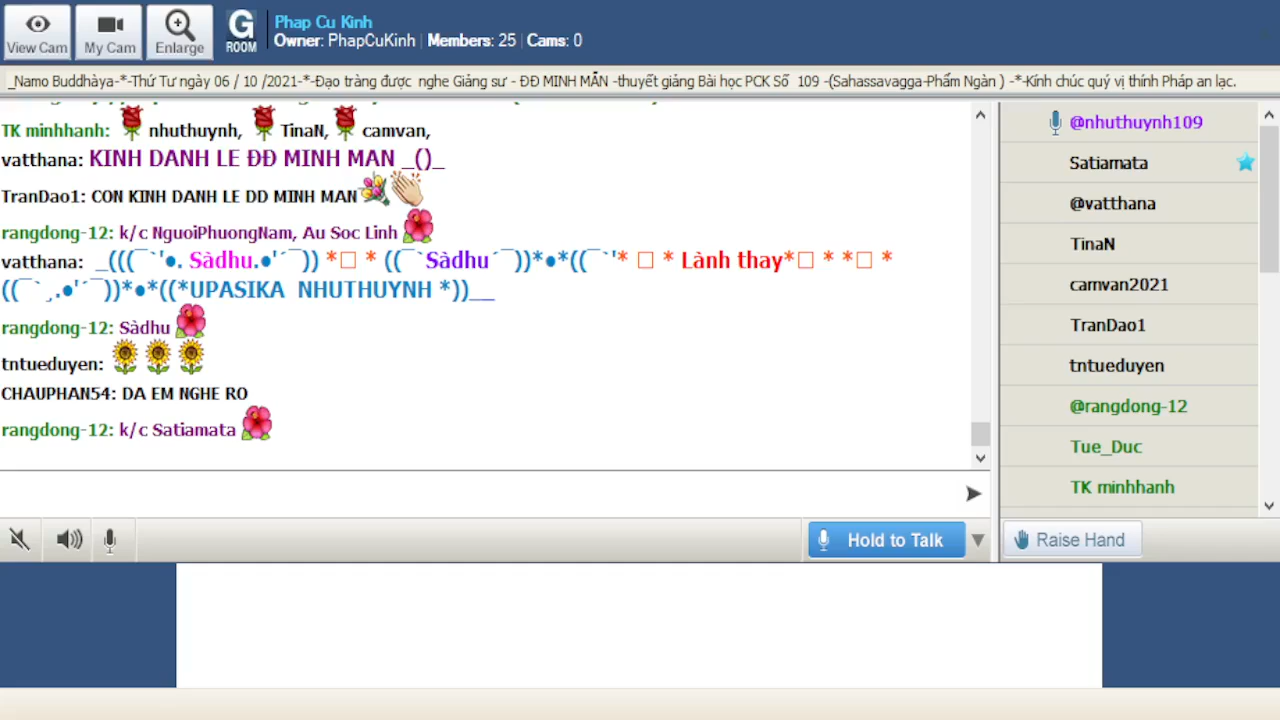 View Cam
My Cam
Enlarge
G
ROOM
Phap Cu Kinh
Owner: PhapCuKinh | Members: 25 | Cams: 0
_Namo Buddhàya-*-Thứ Tư ngày 06 / 10 /2021-*-Đạo tràng được nghe Giảng sư - ĐĐ MINH MẪN -thuyết giảng Bài học PCK Số 109 -(Sahassavagga-Phẩm Ngàn ) -*-Kính chúc quý vị thính Pháp an lạc.
TK minhhanh: nhuthuynh, TinaN, camvan,
vatthana: KINH DANH LE ĐĐ MINH MAN _()_
TranDao1: CON KINH DANH LE DD MINH MAN
rangdong-12: k/c NguoiPhuongNam, Au Soc Linh
vatthana: _(((¯`'●. Sàdhu.●'´¯)) *□ * ((¯`Sàdhu´¯))*●*((¯`'* □ * Lành thay*□ * *□ *
((¯`¸.●'´¯))*●*((*UPASIKA NHUTHUYNH *))__
rangdong-12: Sàdhu
tntueduyen:
CHAUPHAN54: DA EM NGHE RO
rangdong-12: k/c Satiamata
@nhuthuynh109
Satiamata
@vatthana
TinaN
camvan2021
TranDao1
tntueduyen
@rangdong-12
Tue_Duc
TK minhhanh
Hold to Talk
Raise Hand